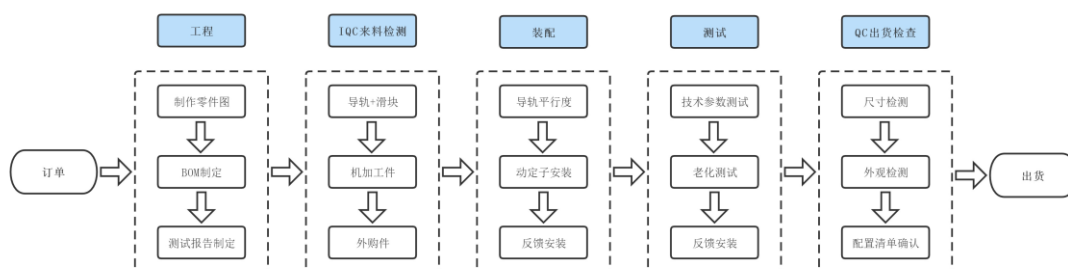 工程
IQC来料检测
装配
测试
QC出货检查
制作零件图
导轨+滑块
导轨平行度
技术参数测试
尺寸检测
订单
BOM制定
机加工件
动定子安装
老化测试
外观检测
出货
测试报告制定
外购件
反馈安装
反馈安装
配置清单确认